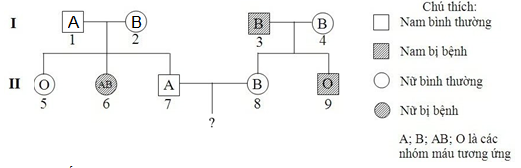 Chú thích:
I A B B B Nam bình thường
1 2 3 4
Nam bị bệnh
II O AB A B O Nữ bình thường
5 6 7 8 9
Nữ bị bệnh
?
A; B; AB; O là các
nhóm máu tương ứng